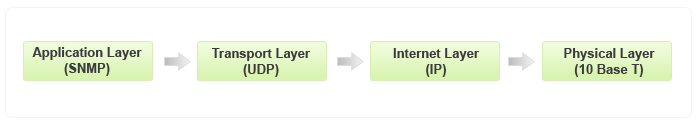 Application Layer
(SNMP)
Transport Layer
(UDP)
Internet Layer
(IP)
Physical Layer
(10 Base T)